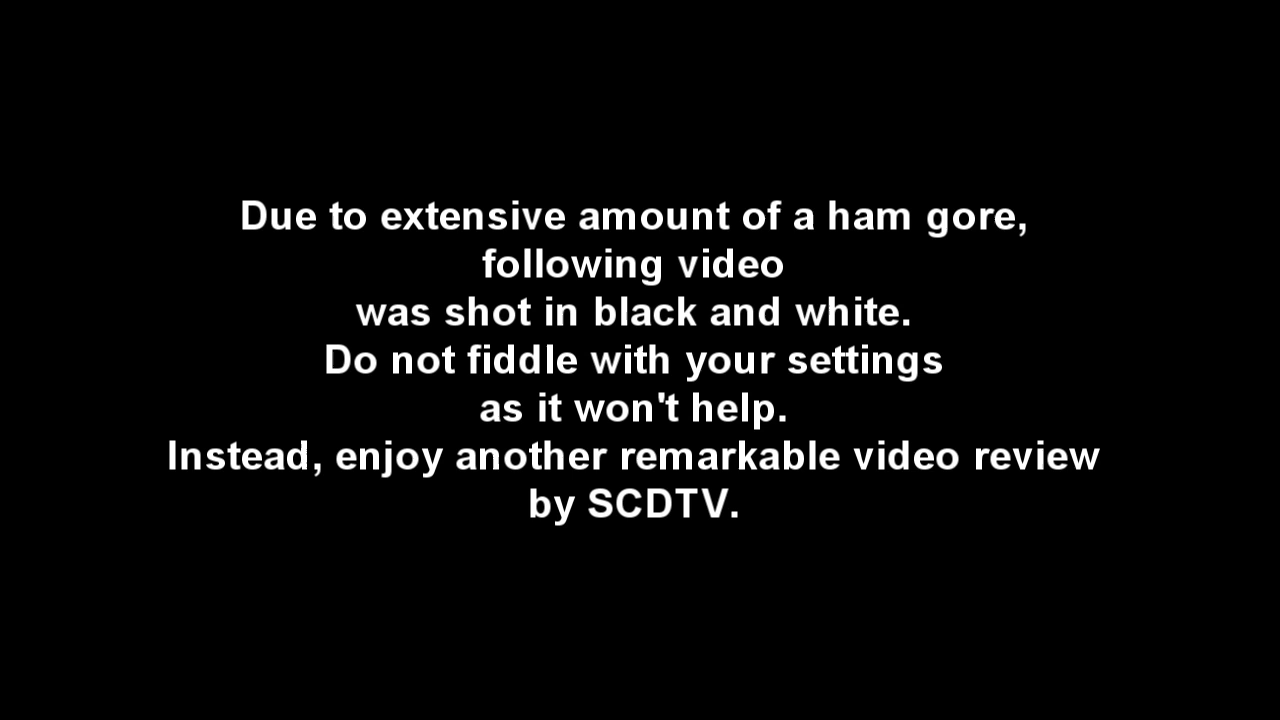 Due to extensive amount of a ham gore,
following video
was shot in black and white.
Do not fiddle with your settings
as it won't help.
Instead, enjoy another remarkable video review
by SCDTV.